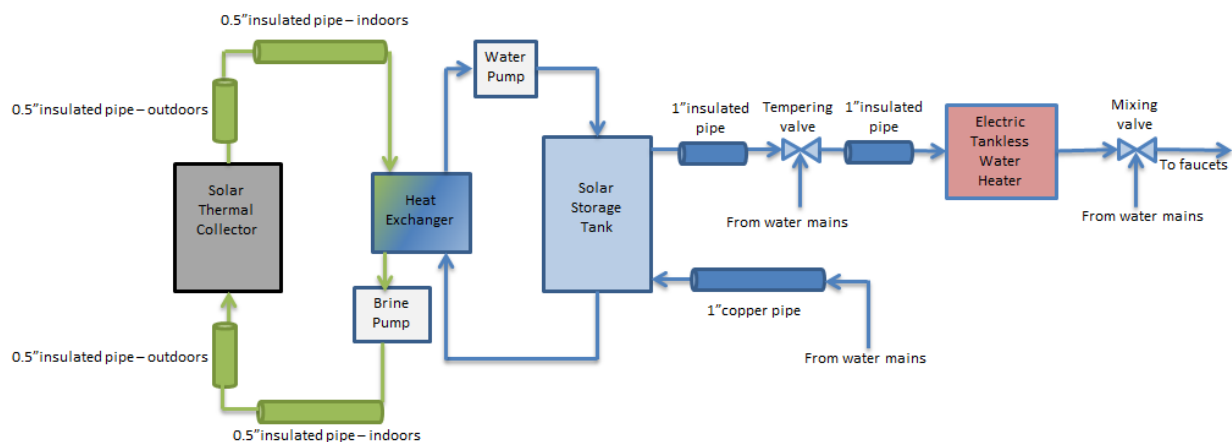 0.5”insulated pipe – indoors
0.5”insulated pipe – outdoors
Solar
Thermal
Collector
0.5”insulated pipe – outdoors
0.5”insulated pipe – indoors
Heat
Exchanger
Brine
Pump
Water
Pump
Solar
Storage
Tank
1”insulated
pipe
Tempering
valve
1”insulated
pipe
From water mains
1”copper pipe
From water mains
Electric
Tankless
Water
Heater
Mixing
valve
To faucets
From water mains